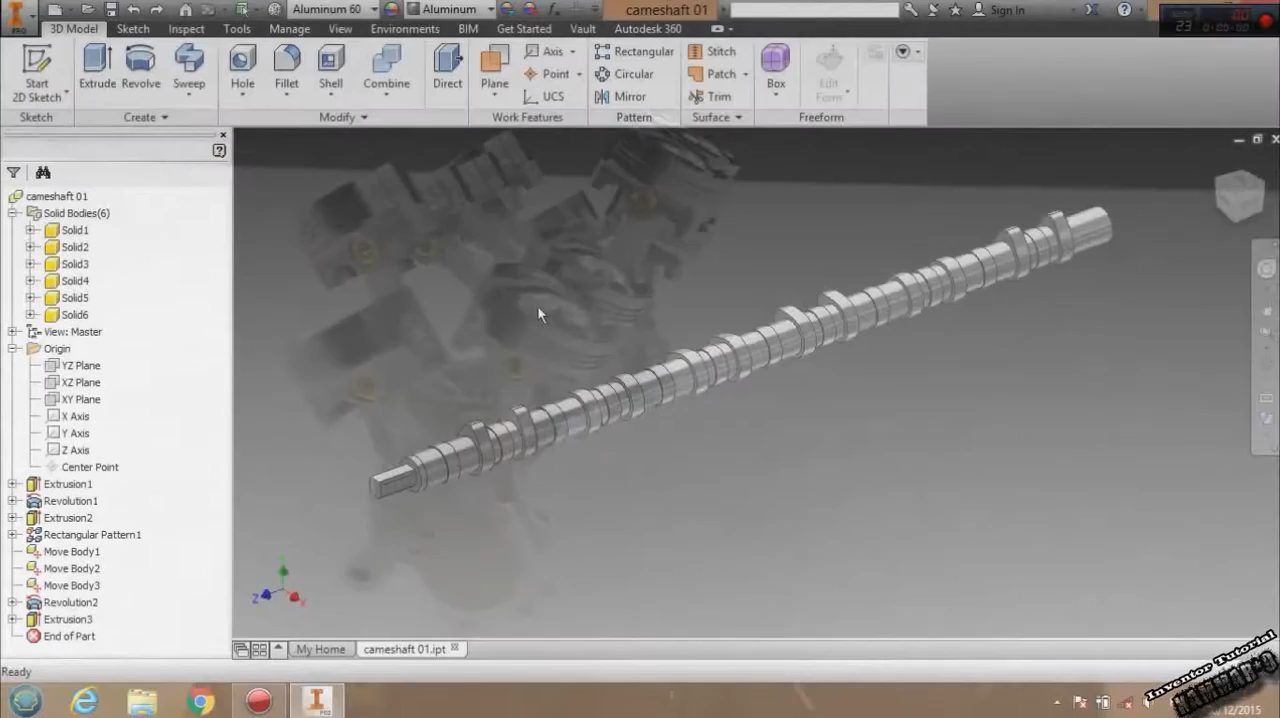 Aluminum 60
Aluminum
cameshaft 01
Sign In
PRO
3D Model
Sketch
Inspect
Tools
Manage
View
Environments
BIM
Get Started
Vault
Autodesk 360
23
Start
2D Sketch
Extrude
Revolve
Sweep
Hole
Fillet
Shell
Combine
Direct
Plane
Axis
Point
UCS
Rectangular
Circular
Mirror
Stitch
Patch
Trim
Box
Edit
Form
Sketch
Create
Modify
Work Features
Pattern
Surface
Freeform
cameshaft 01
Solid Bodies(6)
Solid1
Solid2
Solid3
Solid4
Solid5
Solid6
View: Master
Origin
YZ Plane
XZ Plane
XY Plane
X Axis
Y Axis
Z Axis
Center Point
Extrusion1
Revolution1
Extrusion2
Rectangular Pattern1
Move Body1
Move Body2
Move Body3
Revolution2
Extrusion3
End of Part
Z
X
My Home
cameshaft 01.ipt
Ready
Inventor Tutorial
/12/2015